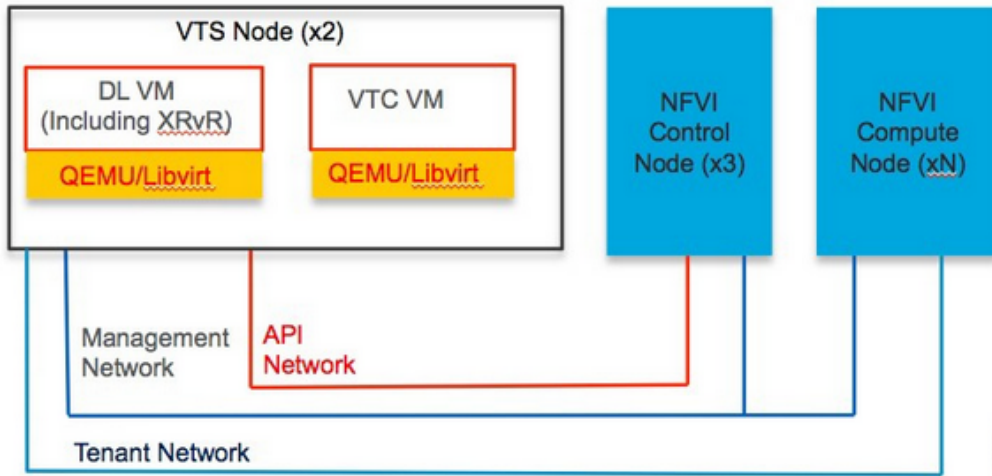 VTS Node (x2)
DL VM
(Including XRvR)
QEMU/Libvirt
VTC VM
QEMU/Libvirt
NFVI
Control
Node (x3)
NFVI
Compute
Node (xN)
Management
Network
API
Network
Tenant Network